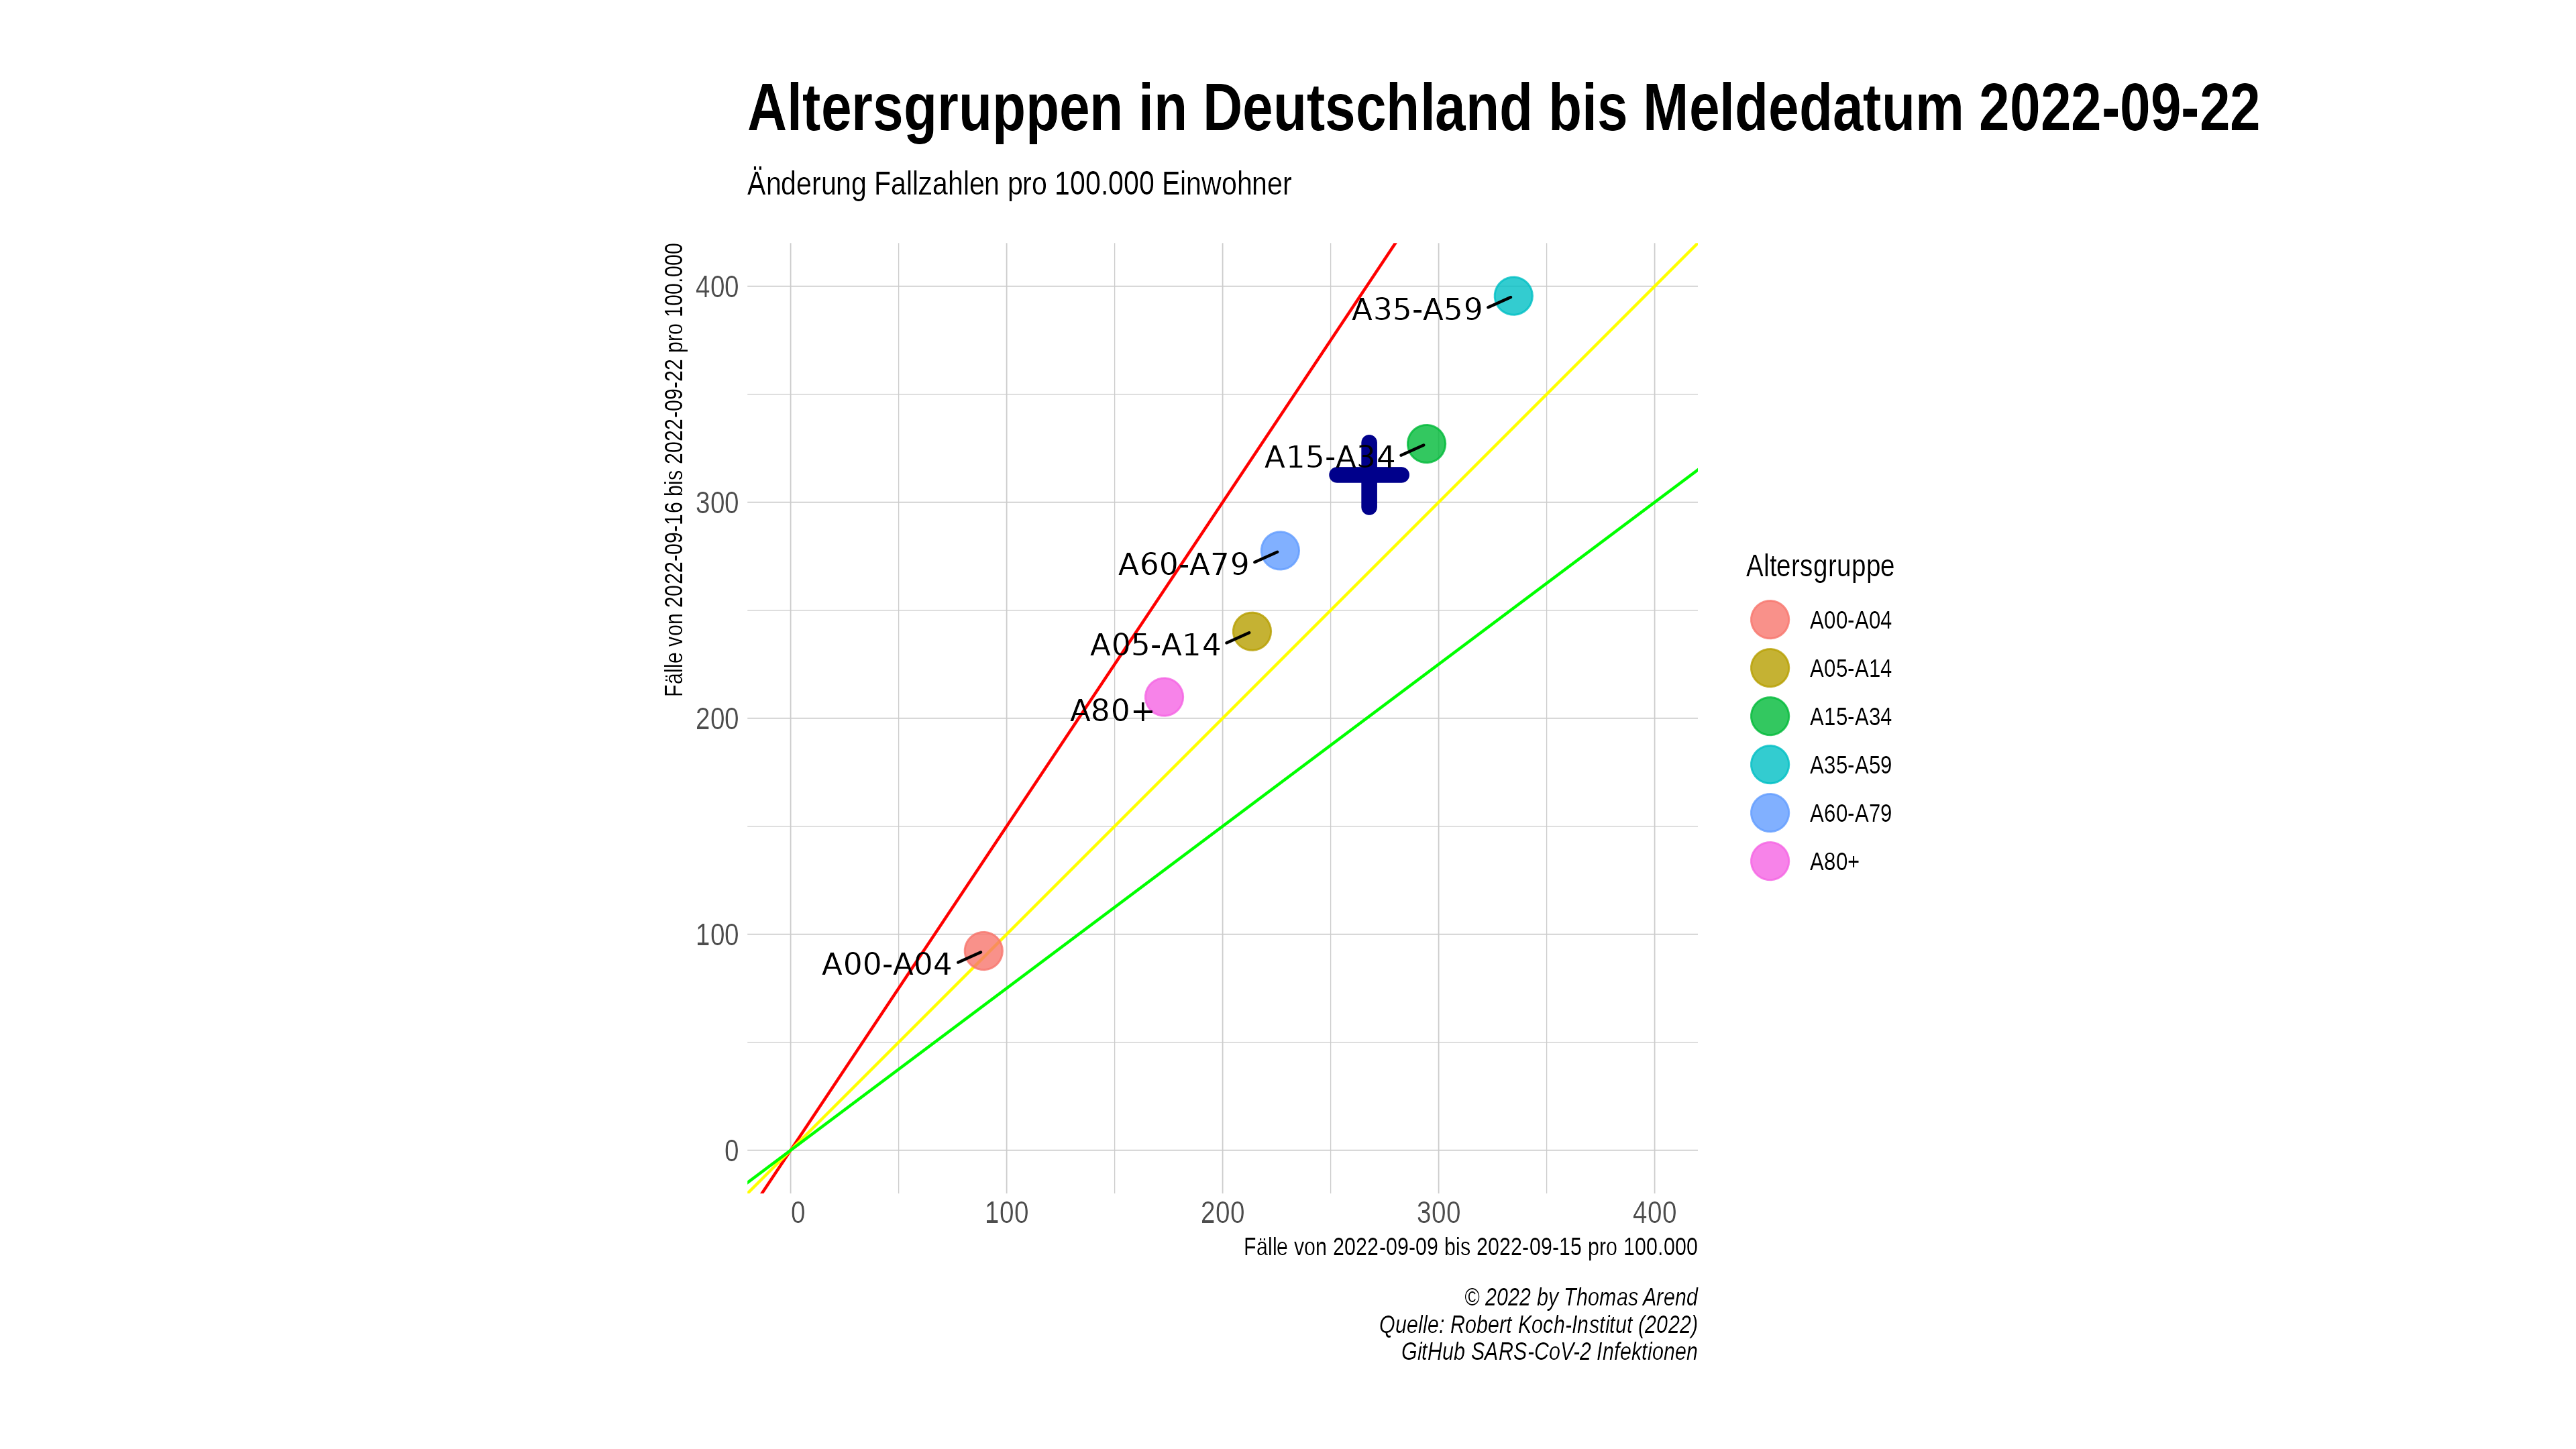 Altersgruppen in Deutschland bis Meldedatum 2022-09-22
Änderung Fallzahlen pro 100.000 Einwohner
Fälle von 2022-09-16 bis 2022-09-22 pro 100.000
400
300
200
100
0
A35-A59
A15-A34
A60-A79
A05-A14
A80+
A00-A04
0
100
200
300
400
Fälle von 2022-09-09 bis 2022-09-15 pro 100.000
Altersgruppe
A00-A04
A05-A14
A15-A34
A35-A59
A60-A79
A80+
© 2022 by Thomas Arend
Quelle: Robert Koch-Institut (2022)
GitHub SARS-CoV-2 Infektionen